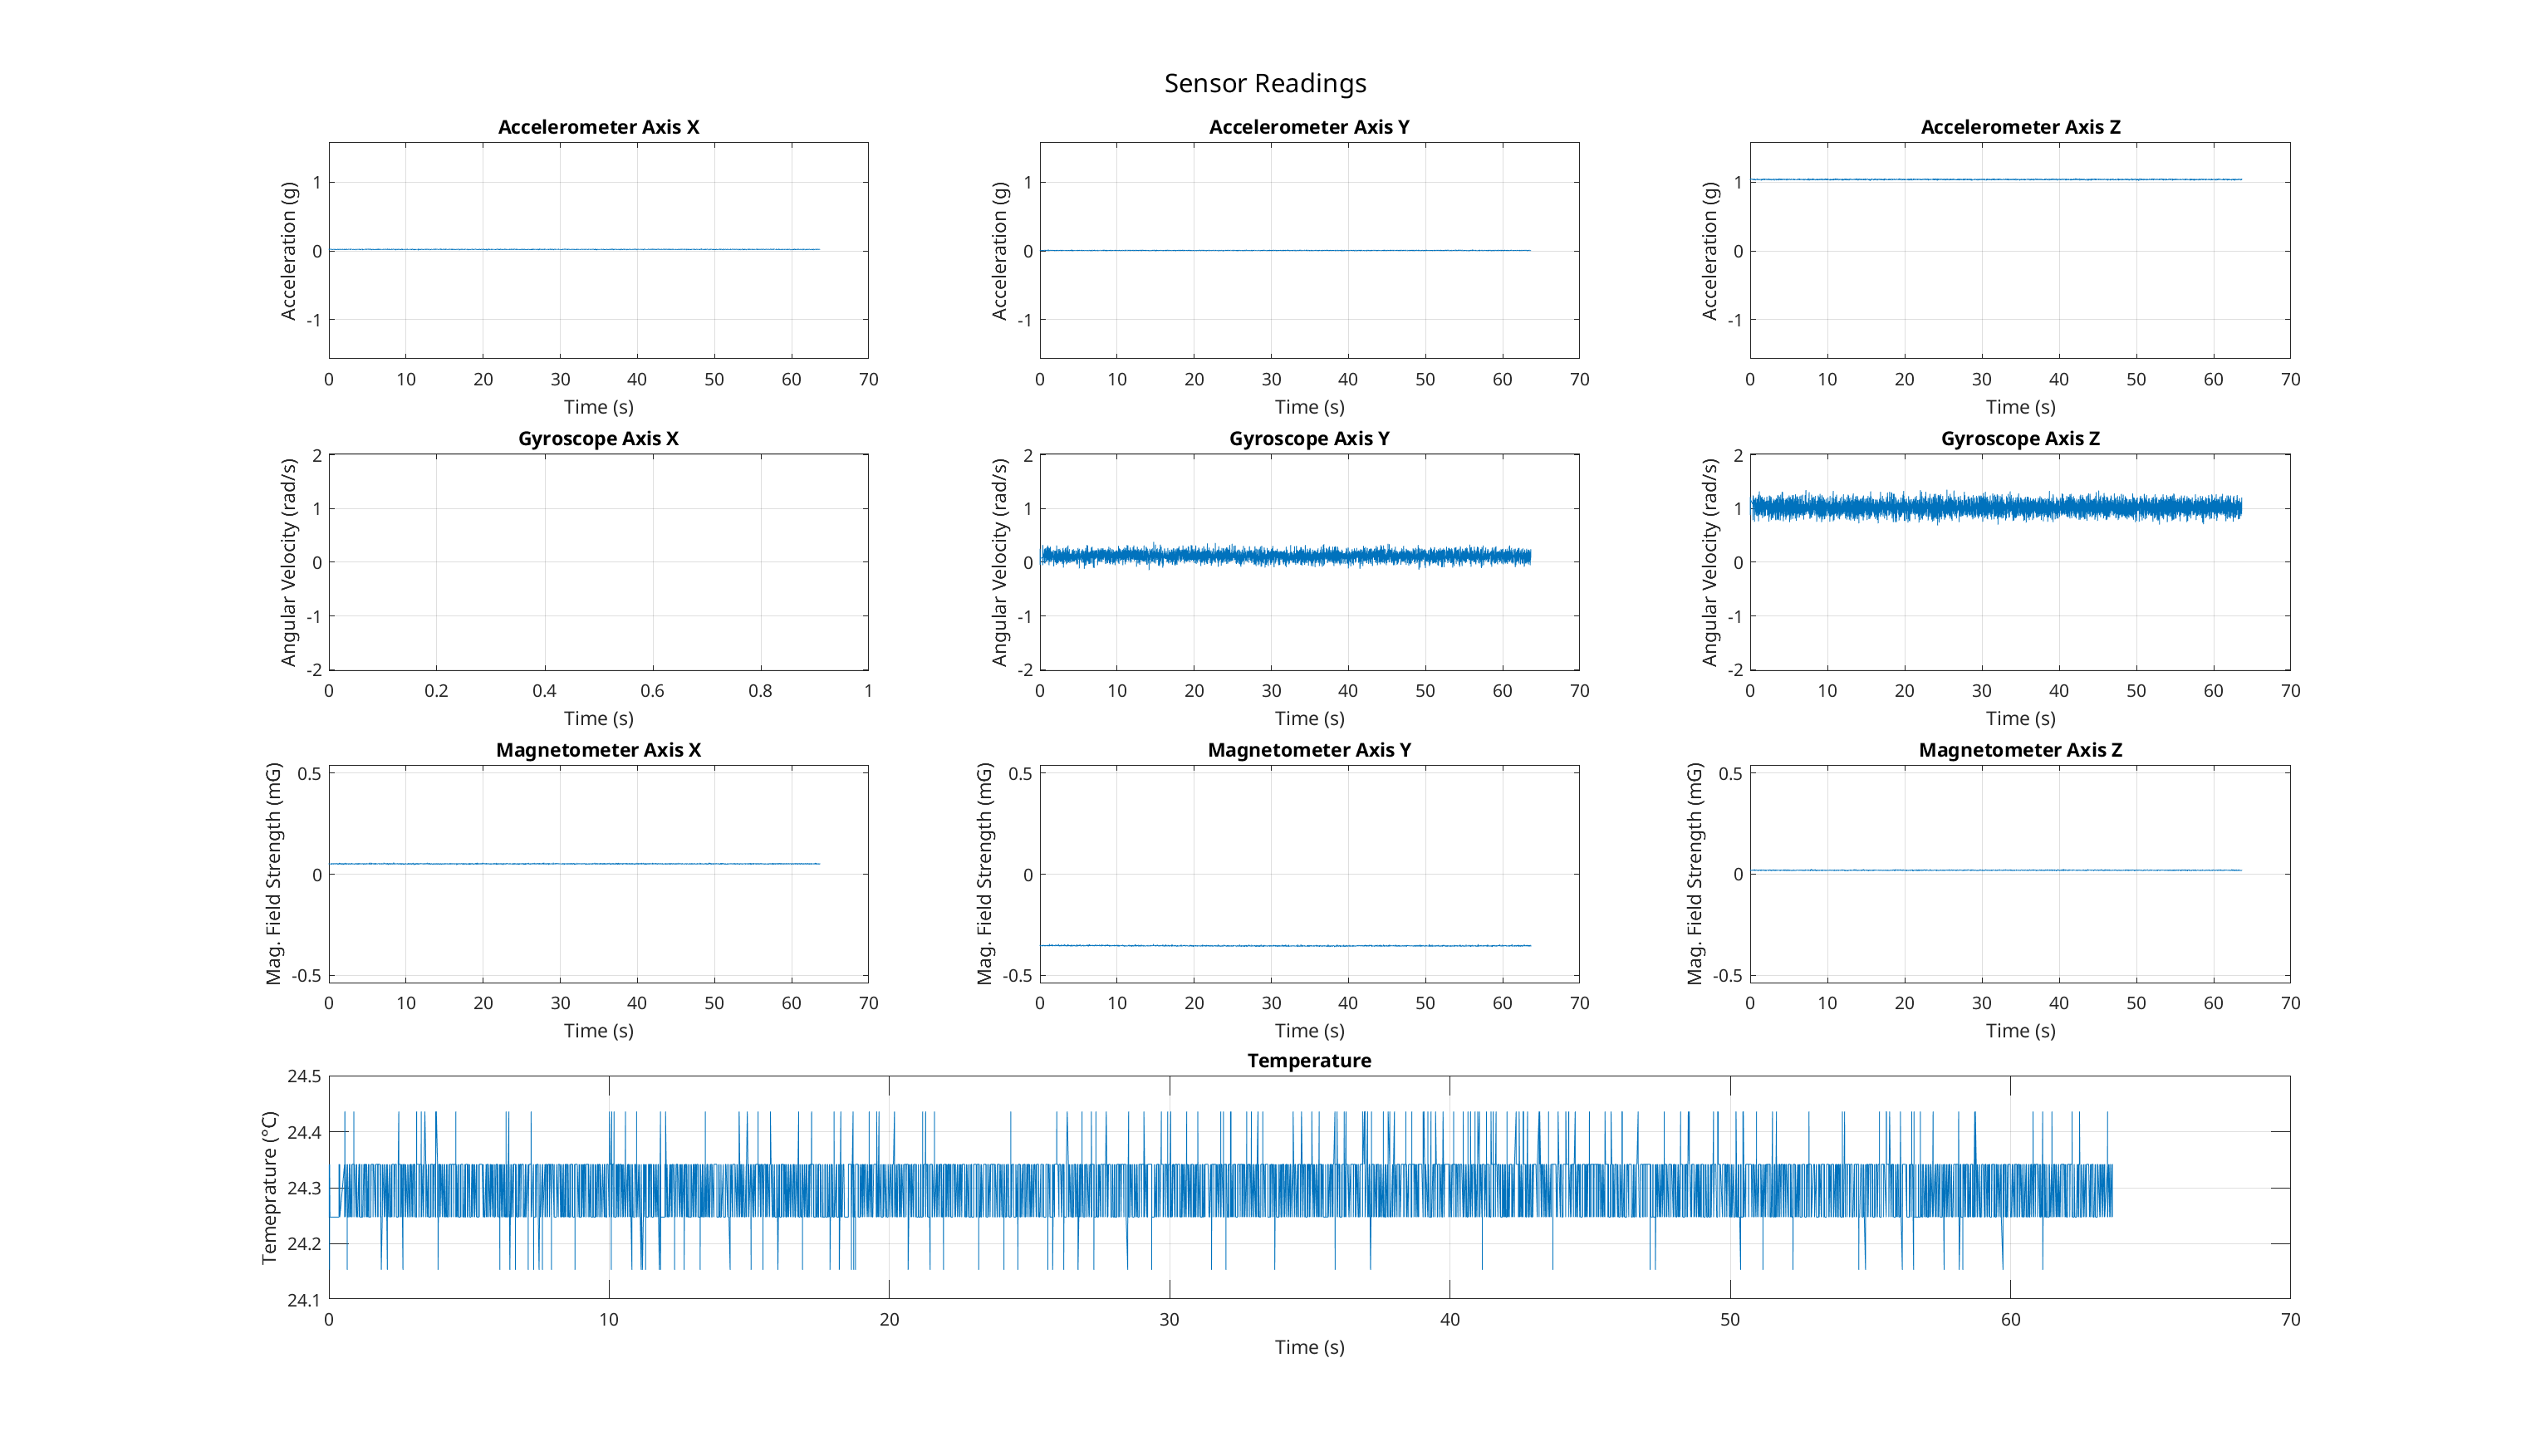 Sensor Readings
Accelerometer Axis X
Acceleration (g)
1
0
-1
0 10 20 30 40 50 60 70
Time (s)
Accelerometer Axis Y
Acceleration (g)
1
0
-1
0 10 20 30 40 50 60 70
Time (s)
Accelerometer Axis Z
Acceleration (g)
1
0
-1
0 10 20 30 40 50 60 70
Time (s)
Gyroscope Axis X
Angular Velocity (rad/s)
2
1
0
-1
-2
0 0.2 0.4 0.6 0.8 1
Time (s)
Gyroscope Axis Y
Angular Velocity (rad/s)
2
1
0
-1
-2
0 10 20 30 40 50 60 70
Time (s)
Gyroscope Axis Z
Angular Velocity (rad/s)
2
1
0
-1
-2
0 10 20 30 40 50 60 70
Time (s)
Magnetometer Axis X
Mag. Field Strength (mG)
0.5
0
-0.5
0 10 20 30 40 50 60 70
Time (s)
Magnetometer Axis Y
Mag. Field Strength (mG)
0.5
0
-0.5
0 10 20 30 40 50 60 70
Time (s)
Magnetometer Axis Z
Mag. Field Strength (mG)
0.5
0
-0.5
0 10 20 30 40 50 60 70
Time (s)
Temperature
Temeprature (°C)
24.5
24.4
24.3
24.2
24.1
0 10 20 30 40 50 60 70
Time (s)